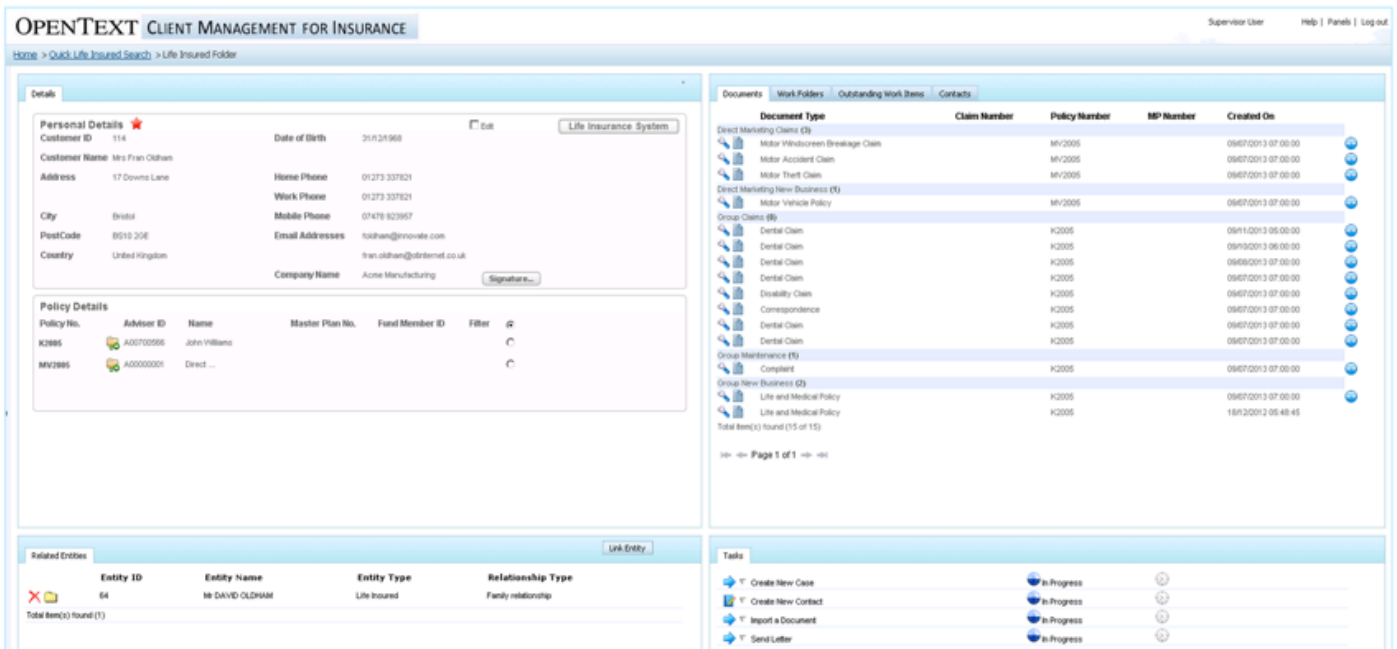 OPENTEXT CLIENT MANAGEMENT FOR INSURANCE
Supervisor User Help | Panels | Log out
Home > Quick Life Insured Search > Life Insured Folder
Details
Personal Details Edit Life Insurance System
Customer ID 114 Date of Birth 31/12/1968
Customer Name Mrs Fran Oldham
Address 17 Downs Lane Home Phone 01273 337821
Work Phone 01273 337821
City Bristol Mobile Phone 07478 923957
PostCode BS10 2GE Email Addresses foldham@innovate.com
Country United Kingdom fran.oldham@obinternet.co.uk
Company Name Acme Manufacturing Signature...
Policy Details
Policy No. Adviser ID Name Master Plan No. Fund Member ID Filter
K2005 A00700566 John Williams
MV2005 A00000001 Direct ...
Documents Work Folders Outstanding Work Items Contacts
Document Type Claim Number Policy Number MP Number Created On
Direct Marketing Claims (3)
Motor Windscreen Breakage Claim MV2005 09/07/2013 07:00:00
Motor Accident Claim MV2005 09/07/2013 07:00:00
Motor Theft Claim MV2005 09/07/2013 07:00:00
Direct Marketing New Business (1)
Motor Vehicle Policy MV2005 09/07/2013 07:00:00
Group Claims (8)
Dental Claim K2005 09/11/2013 05:00:00
Dental Claim K2005 09/10/2013 06:00:00
Dental Claim K2005 09/08/2013 07:00:00
Dental Claim K2005 09/07/2013 07:00:00
Disability Claim K2005 09/07/2013 07:00:00
Correspondence K2005 09/07/2013 07:00:00
Dental Claim K2005 09/07/2013 07:00:00
Dental Claim K2005 09/07/2013 07:00:00
Group Maintenance (1)
Complaint K2005 09/07/2013 07:00:00
Group New Business (2)
Life and Medical Policy K2005 09/07/2013 07:00:00
Life and Medical Policy K2005 18/12/2012 05:48:45
Total item(s) found (15 of 15)
Page 1 of 1
Related Entities Link Entity
Entity ID Entity Name Entity Type Relationship Type
64 Mr DAVID OLDHAM Life Insured Family relationship
Total item(s) found (1)
Tasks
Create New Case In Progress
Create New Contact In Progress
Import a Document In Progress
Send Letter In Progress